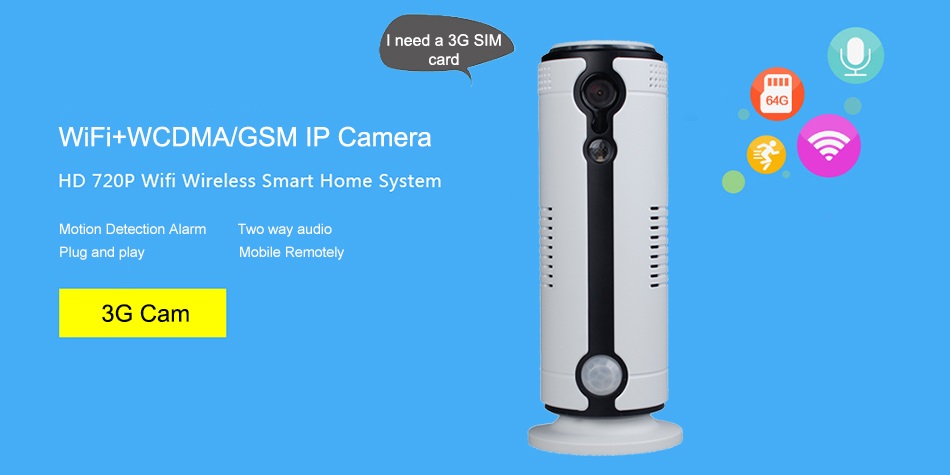 I need a 3G SIM
card
64G
WiFi+WCDMA/GSM IP Camera
HD 720P Wifi Wireless Smart Home System
Motion Detection Alarm Two way audio
Plug and play Mobile Remotely
3G Cam